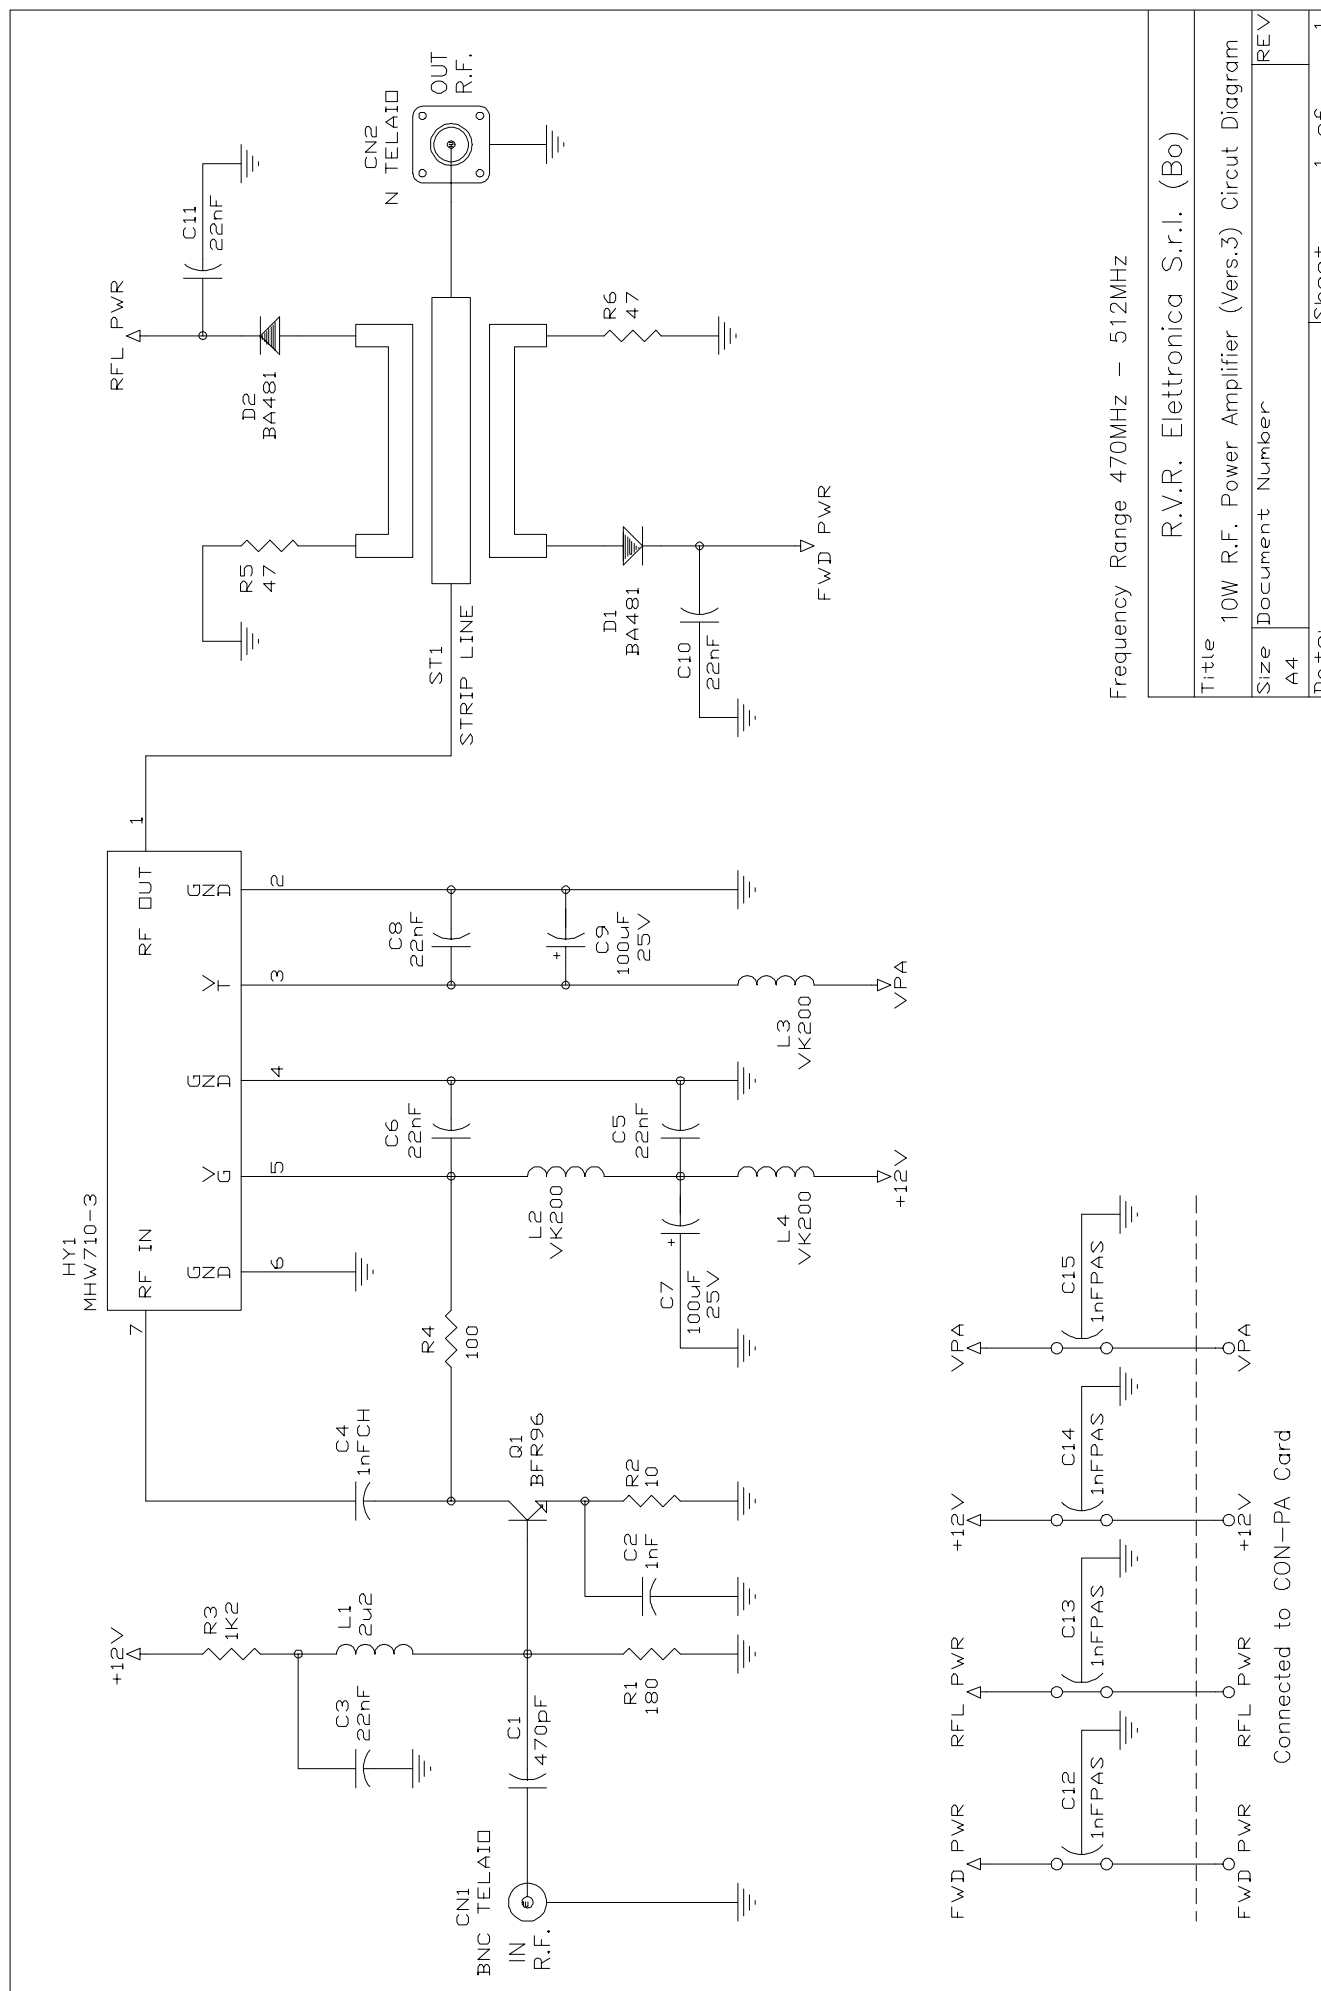 HY1
MHW710-3
RF IN
RF OUT
GND
VG
GND
VT
GND
7
6
5
4
3
2
1
+12V
R3
1K2
C3
22nF
L1
2u2
C4
1nFCH
R4
100
C6
22nF
C8
22nF
C9
100uF
25V
L2
VK200
C5
22nF
C7
100uF
25V
L4
VK200
+12V
L3
VK200
VPA
CN1
BNC TELAIO
IN
R.F.
C1
470pF
R1
180
Q1
BFR96
C2
1nF
R2
10
RFL PWR
C11
22nF
D2
BA481
R5
47
CN2
N TELAIO
OUT
R.F.
ST1
STRIP LINE
D1
BA481
R6
47
C10
22nF
FWD PWR
FWD PWR
C12
1nFPAS
FWD PWR
RFL PWR
C13
1nFPAS
RFL PWR
+12V
C14
1nFPAS
+12V
VPA
C15
1nFPAS
VPA
Connected to CON-PA Card
Frequency Range 470MHz - 512MHz
R.V.R. Elettronica S.r.l. (Bo)
Title
10W R.F. Power Amplifier (Vers.3) Circut Diagram
Size Document Number REV
A4